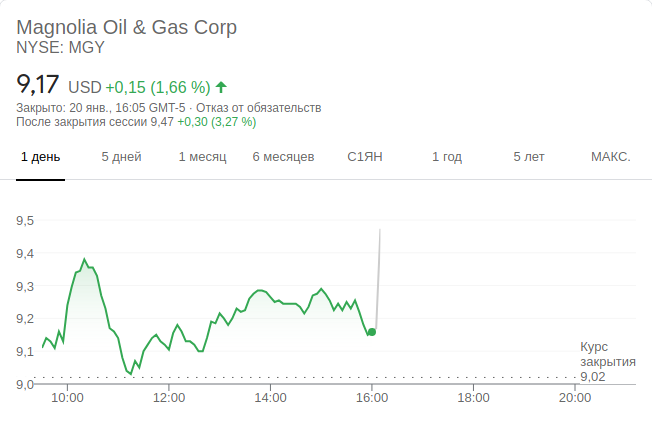 Magnolia Oil & Gas Corp
NYSE: MGY
9,17 USD +0,15 (1,66 %)
Закрыто: 20 янв., 16:05 GMT-5 · Отказ от обязательств
После закрытия сессии 9,47 +0,30 (3,27 %)
1 день 5 дней 1 месяц 6 месяцев С1ЯН 1 год 5 лет МАКС.
9,5
9,4
9,3
9,2
9,1
9,0
Курс
закрытия
9,02
10:00 12:00 14:00 16:00 18:00 20:00